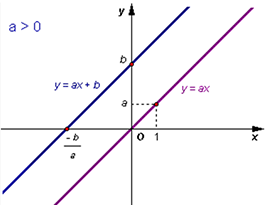 a > 0
y
b
y = ax + b
y = ax
a
O
1
x
-b
a